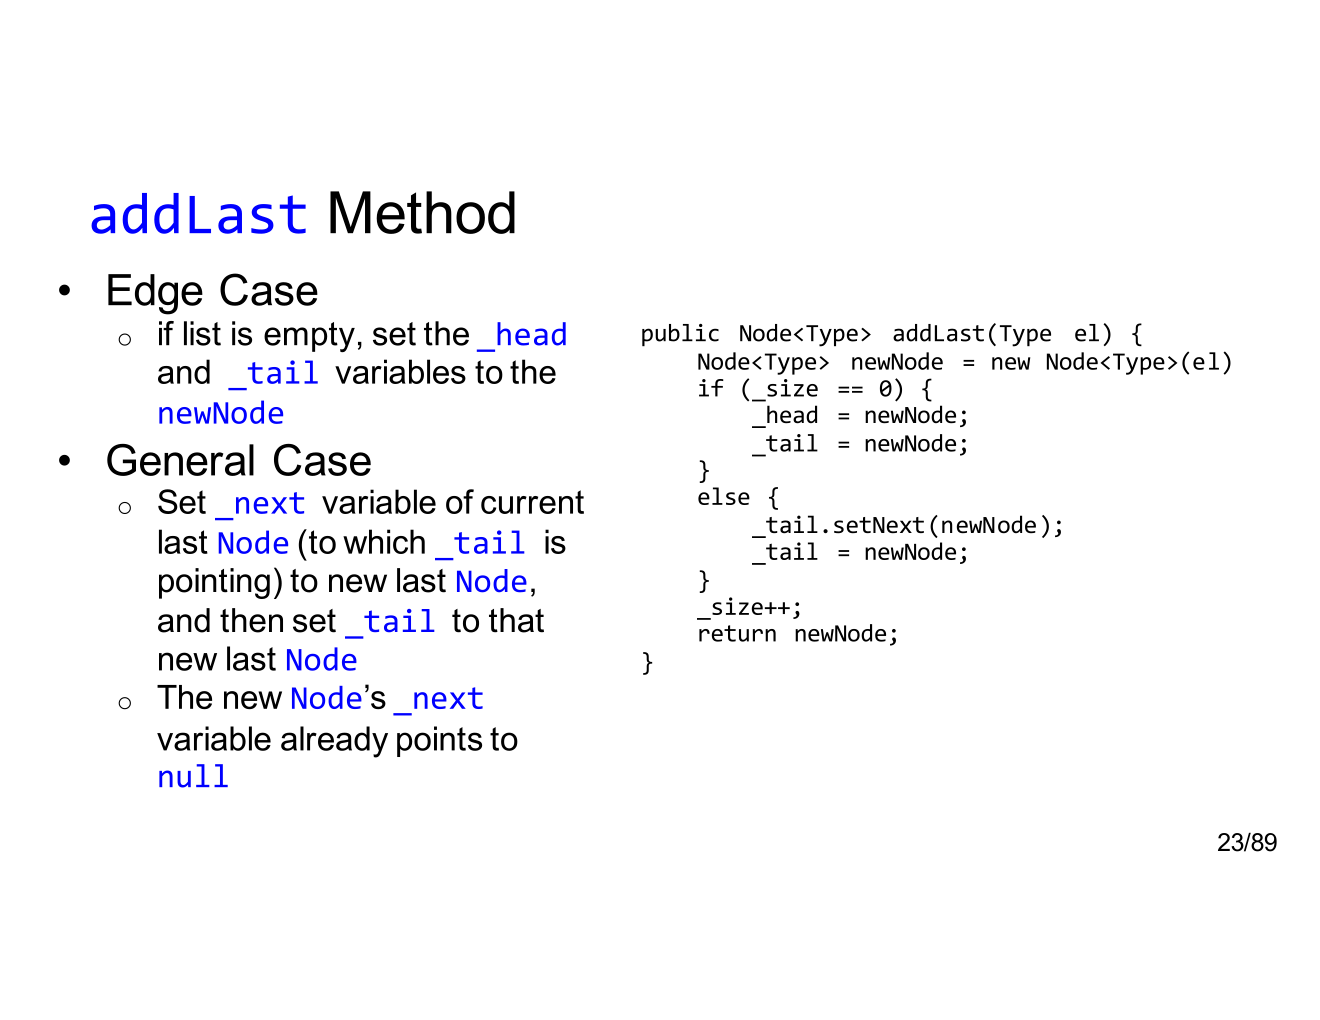 addLast Method
• Edge Case
○ if list is empty, set the _head
and _tail variables to the
newNode
• General Case
○ Set _next variable of current
last Node (to which _tail is
pointing) to new last Node,
and then set _tail to that
new last Node
○ The new Node’s _next
variable already points to
null
public Node<Type> addLast(Type el) {
Node<Type> newNode = new Node<Type>(el)
if (_size == 0) {
_head = newNode;
_tail = newNode;
}
else {
_tail.setNext(newNode);
_tail = newNode;
}
_size++;
return newNode;
}
23/89